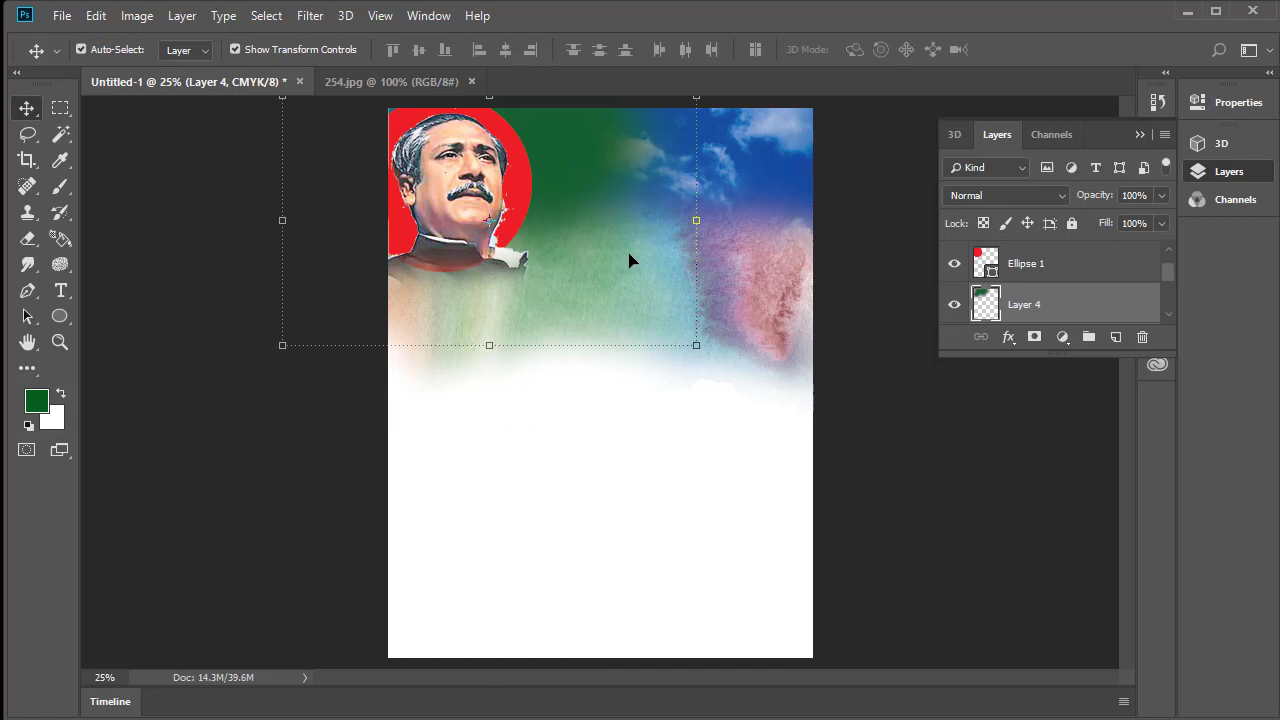 Ps File Edit Image Layer Type Select Filter 3D View Window Help
Auto-Select: Layer Show Transform Controls 3D Mode:
Untitled-1 @ 25% (Layer 4, CMYK/8) * × 254.jpg @ 100% (RGB/8#) ×
Properties
3D Layers Channels
3D
Kind
Layers
Normal Opacity: 100%
Channels
Fill: 100%
Ellipse 1
Layer 4
fx
T
25% Doc: 14.3M/39.6M
Timeline